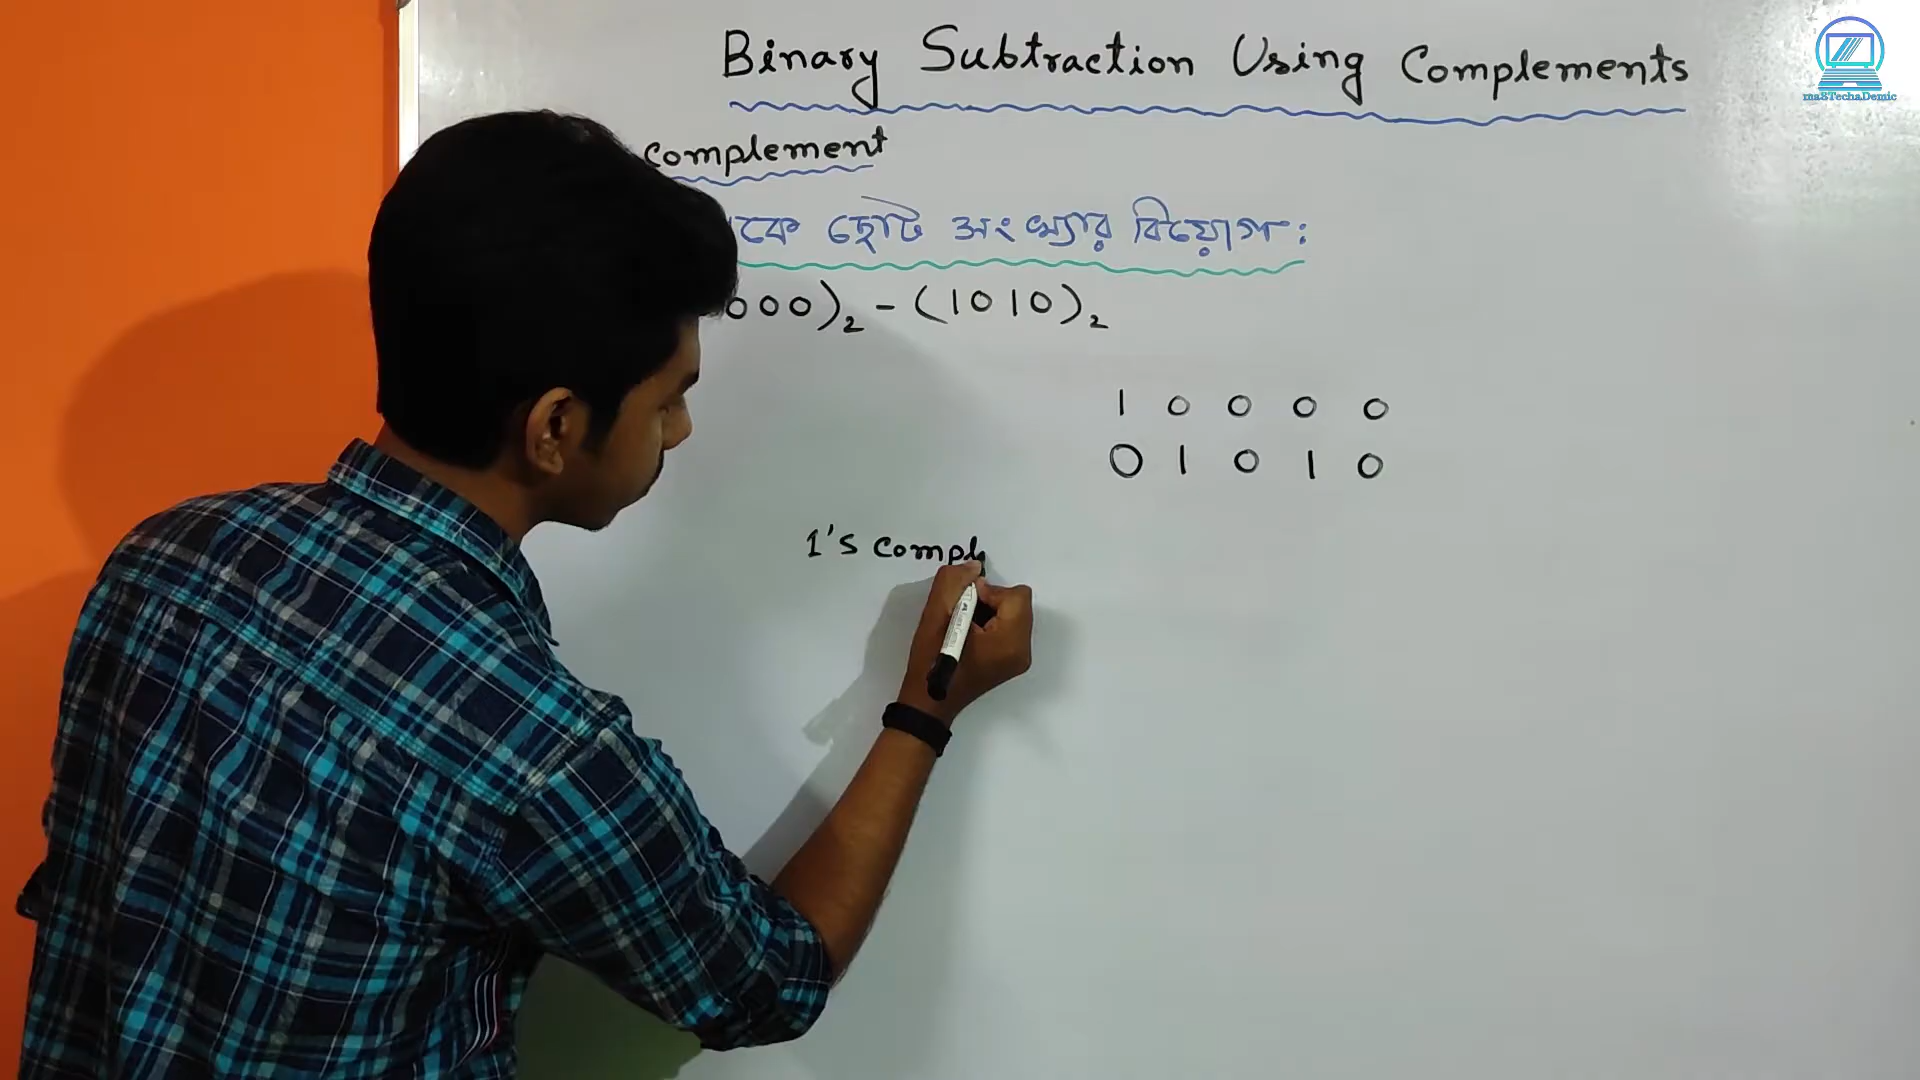 Binary Subtraction Using Complements
maSTechaDemic
complement
কে ছোট সংখ্যার বিয়োগ :
000)₂ - (1010)₂
1 0 0 0 0
0 1 0 1 0
1's compl